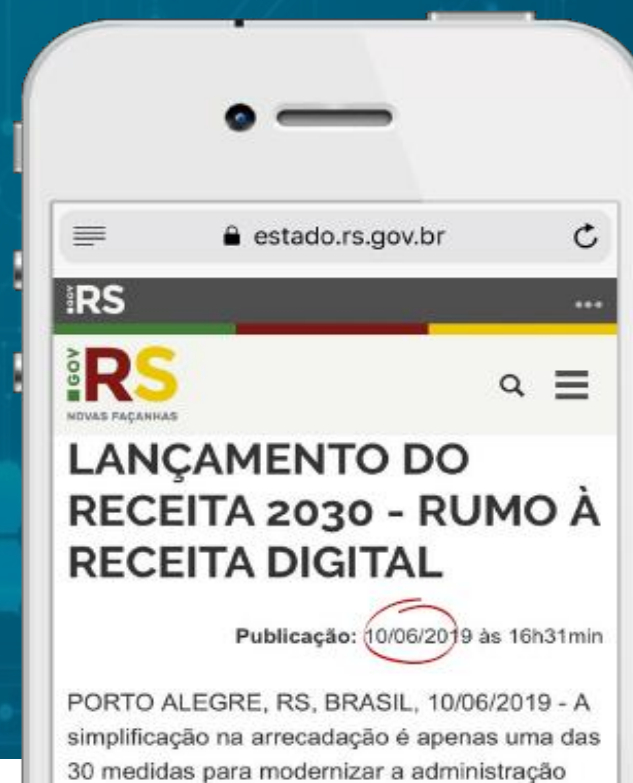 estado.rs.gov.br
GOV RS
GOV RS
NOVAS FAÇANHAS
LANÇAMENTO DO
RECEITA 2030 - RUMO À
RECEITA DIGITAL
Publicação: 10/06/2019 às 16h31min
PORTO ALEGRE, RS, BRASIL, 10/06/2019 - A
simplificação na arrecadação é apenas uma das
30 medidas para modernizar a administração